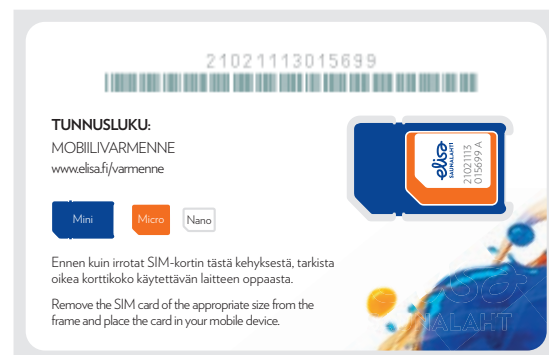 21021113015699
TUNNUSLUKU:
MOBIILIVARMENNE
www.elisa.fi/varmenne
elisa
SAUNALAHTI
21021113
015699 A
Mini
Micro
Nano
Ennen kuin irrotat SIM-kortin tästä kehyksestä, tarkista
oikea korttikoko käytettävän laitteen oppaasta.
Remove the SIM card of the appropriate size from the
frame and place the card in your mobile device.
elisa
SAUNALAHTI